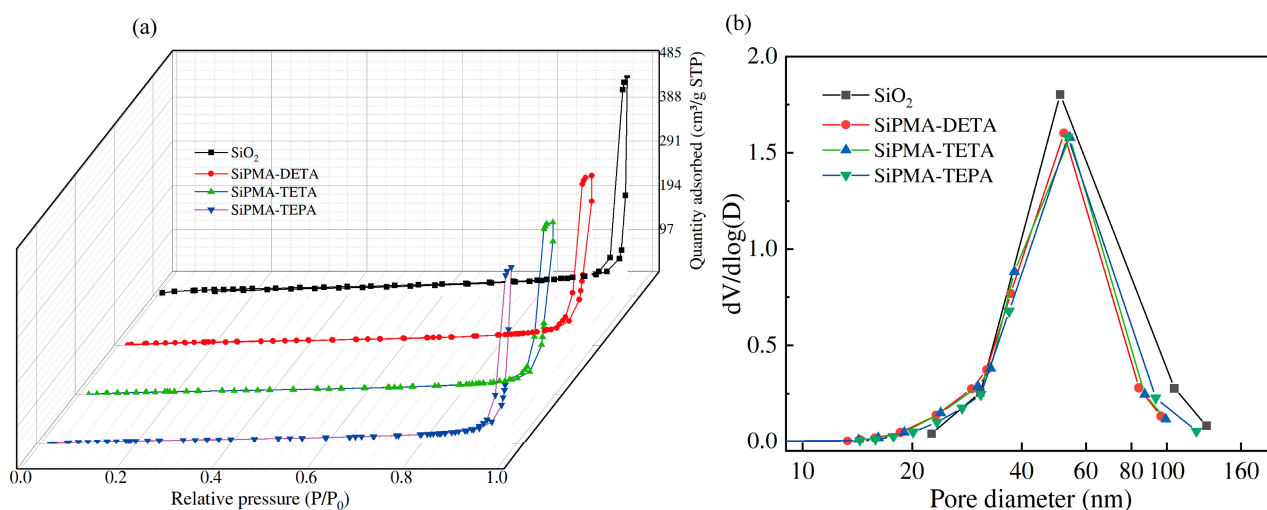 (a)
485
388
291
194
97
Quantity adsorbed (cm³/g STP)
SiO₂
SiPMA-DETA
SiPMA-TETA
SiPMA-TEPA
0.0
0.2
0.4
0.6
0.8
1.0
Relative pressure (P/P₀)
(b)
2.0
1.5
1.0
0.5
0.0
dV/dlog(D)
SiO₂
SiPMA-DETA
SiPMA-TETA
SiPMA-TEPA
10
20
40
60
80
100
160
Pore diameter (nm)